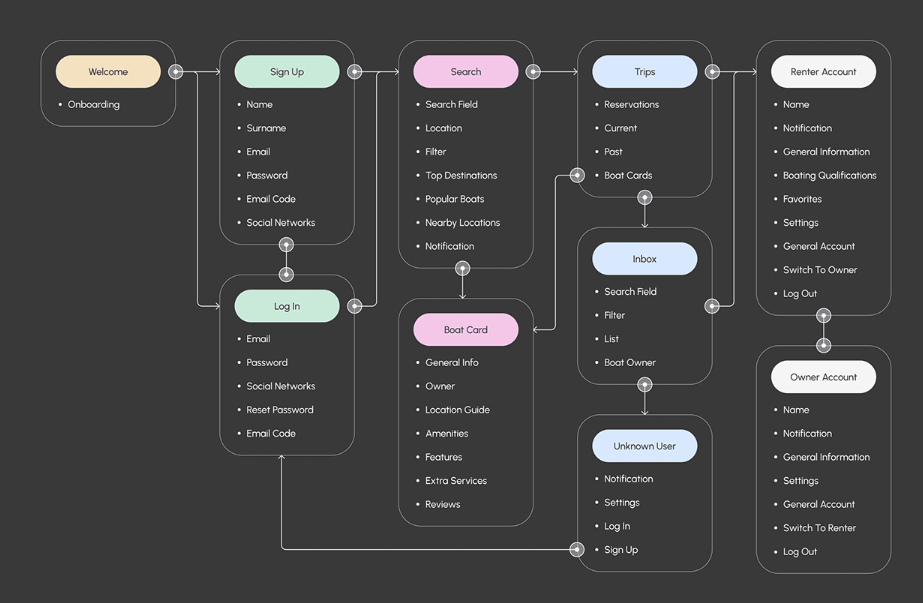 Welcome
Onboarding
Sign Up
Name
Surname
Email
Password
Email Code
Social Networks
Log In
Email
Password
Social Networks
Reset Password
Email Code
Search
Search Field
Location
Filter
Top Destinations
Popular Boats
Nearby Locations
Notification
Boat Card
General Info
Owner
Location Guide
Amenities
Features
Extra Services
Reviews
Trips
Reservations
Current
Past
Boat Cards
Inbox
Search Field
Filter
List
Boat Owner
Unknown User
Notification
Settings
Log In
Sign Up
Renter Account
Name
Notification
General Information
Boating Qualifications
Favorites
Settings
General Account
Switch To Owner
Log Out
Owner Account
Name
Notification
General Information
Settings
General Account
Switch To Renter
Log Out